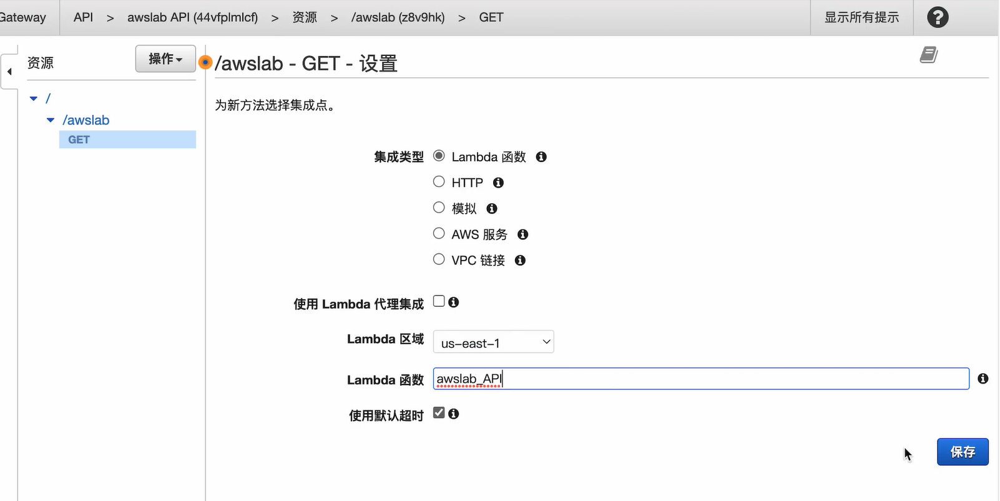 Gateway API > awslab API (44vfplmlcf) > 资源 > /awslab (z8v9hk) > GET 显示所有提示 ?
资源 操作
/awslab - GET - 设置
/
/awslab
GET
为新方法选择集成点。
集成类型 Lambda 函数
HTTP
模拟
AWS 服务
VPC 链接
使用 Lambda 代理集成
Lambda 区域 us-east-1
Lambda 函数 awslab_API
使用默认超时
保存